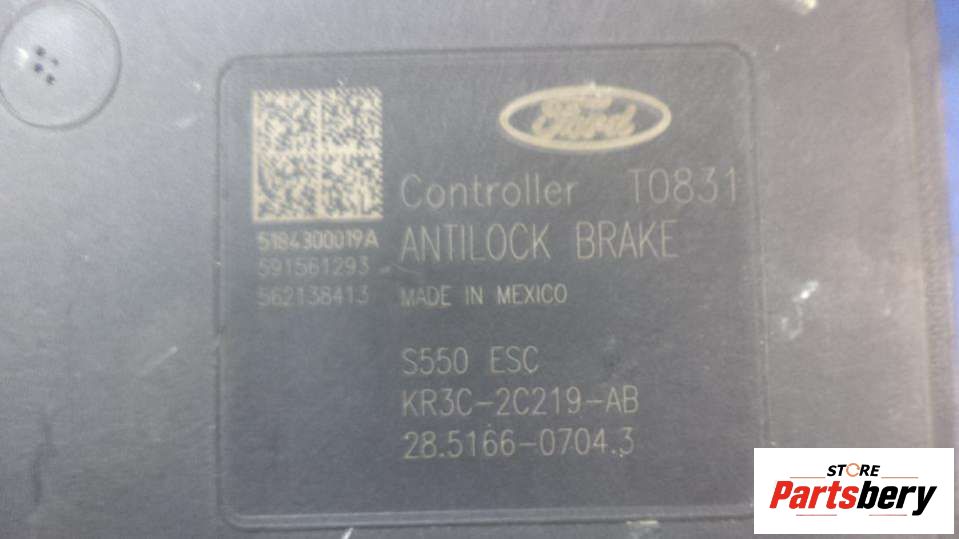 Ford
Controller T0831
ANTILOCK BRAKE
MADE IN MEXICO
5184300019A
591561293
562138413
S550 ESC
KR3C-2C219-AB
28.5166-0704.3
STORE
Partsbery